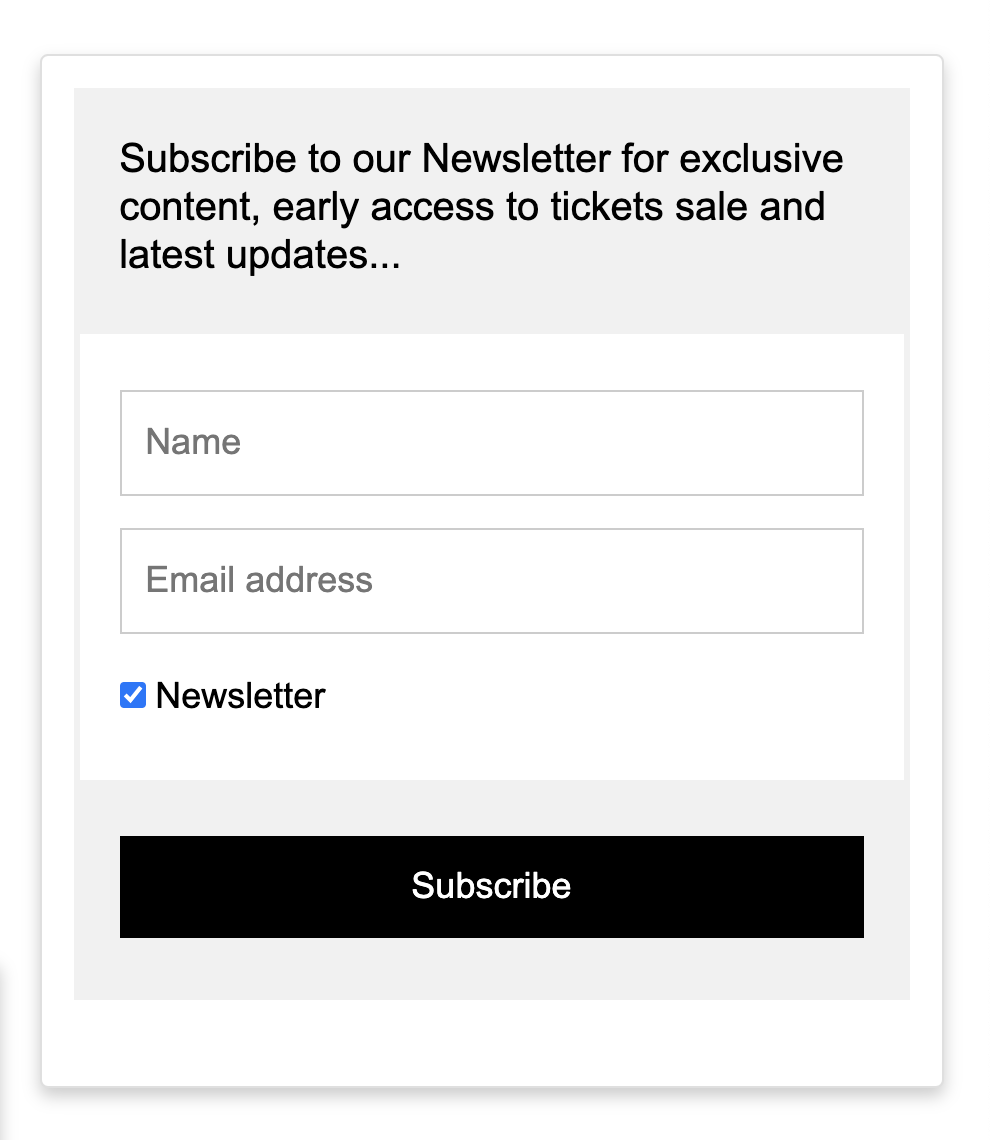 Subscribe to our Newsletter for exclusive
content, early access to tickets sale and
latest updates...
Name
Email address
Newsletter
Subscribe